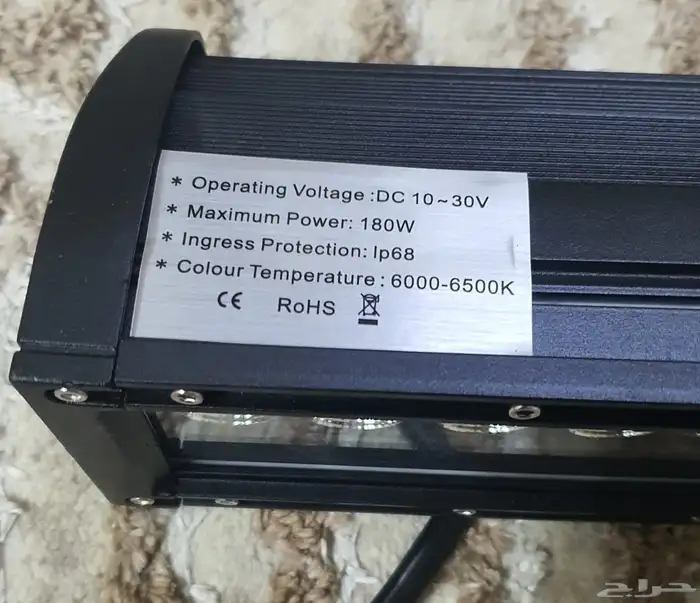 * Operating Voltage :DC 10~30V
* Maximum Power: 180W
* Ingress Protection: Ip68
* Colour Temperature : 6000-6500K
CE RoHS
حراج